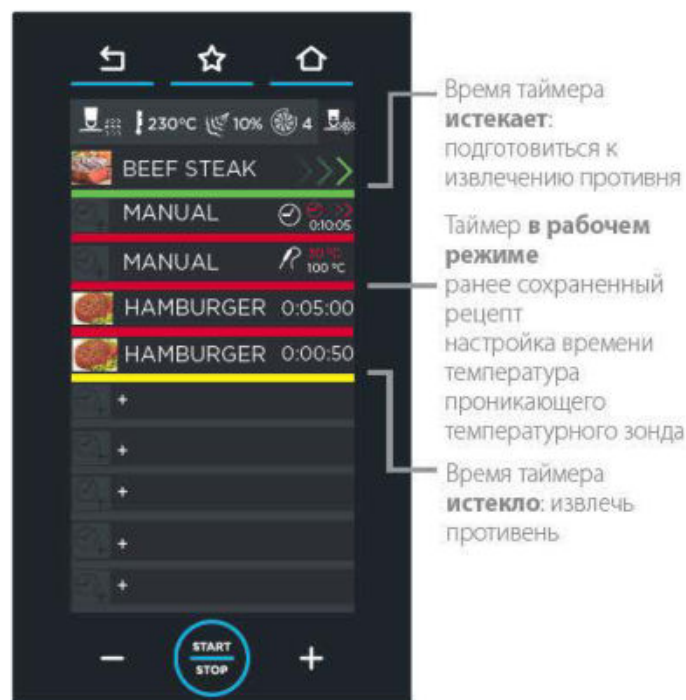 230°C 10% 4
BEEF STEAK
MANUAL
0:10:05
MANUAL 30 °C
100 °C
HAMBURGER 0:05:00
HAMBURGER 0:00:50
+
+
+
+
+
− START +
STOP
Время таймера
истекает:
подготовиться к
извлечению противня
Таймер в рабочем
режиме
ранее сохраненный
рецепт
настройка времени
температура
проникающего
температурного зонда
Время таймера
истекло: извлечь
противень